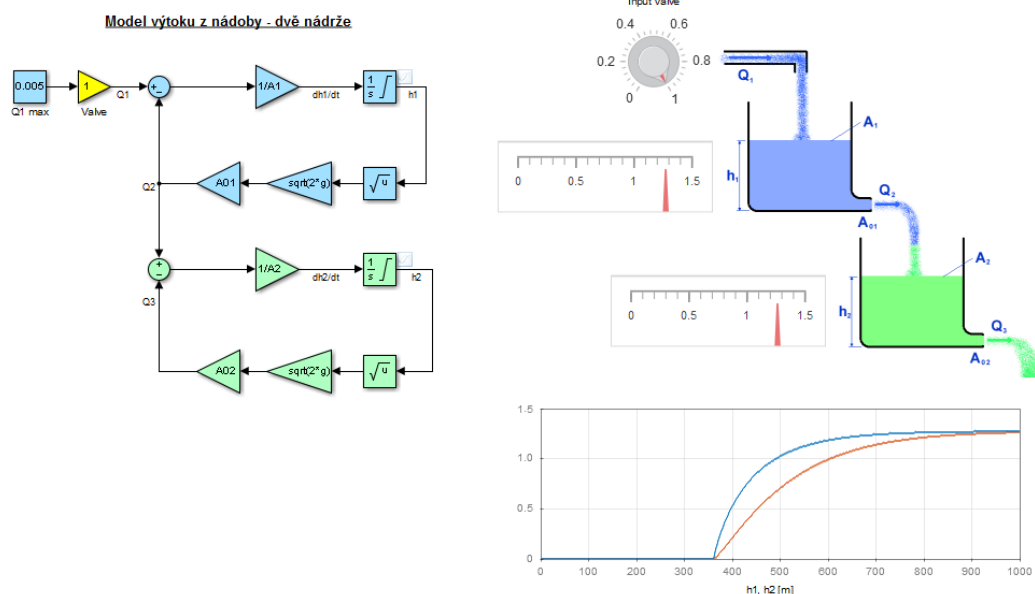 Model výtoku z nádoby - dvě nádrže
0.005
Q1 max
1
Valve
Q1
+
−
1/A1
dh1/dt
1
s
h1
Q2
A01
sqrt(2*g)
√u
+
−
1/A2
dh2/dt
1
s
h2
Q3
A02
sqrt(2*g)
√u
Input Valve
0 0.2 0.4 0.6 0.8 1
Q1
A1
h1
Q2
A01
0 0.5 1 1.5
A2
h2
Q3
A02
0 0.5 1 1.5
1.5
1.0
0.5
0
0 100 200 300 400 500 600 700 800 900 1000
h1, h2 [m]